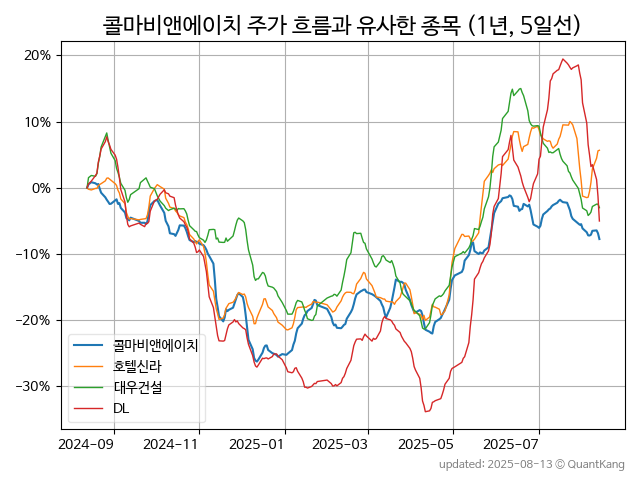 콜마비앤에이치 주가 흐름과 유사한 종목 (1년, 5일선)
20%
10%
0%
−10%
−20%
−30%
콜마비앤에이치
호텔신라
대우건설
DL
2024-09 2024-11 2025-01 2025-03 2025-05 2025-07
updated: 2025-08-13 ⓒ QuantKang